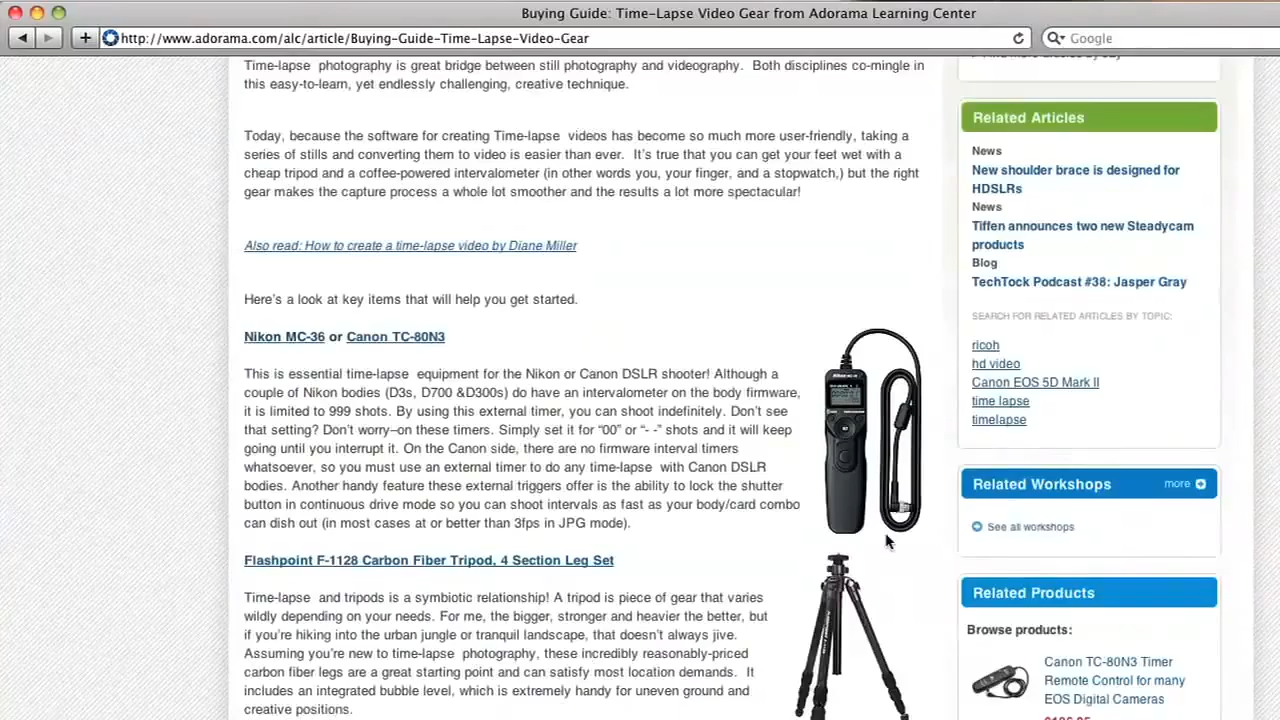 Buying Guide: Time-Lapse Video Gear from Adorama Learning Center
http://www.adorama.com/alc/article/Buying-Guide-Time-Lapse-Video-Gear
Google
Time-lapse photography is great bridge between still photography and videography. Both disciplines co-mingle in
this easy-to-learn, yet endlessly challenging, creative technique.
Today, because the software for creating Time-lapse videos has become so much more user-friendly, taking a
series of stills and converting them to video is easier than ever. It's true that you can get your feet wet with a
cheap tripod and a coffee-powered intervalometer (in other words you, your finger, and a stopwatch,) but the right
gear makes the capture process a whole lot smoother and the results a lot more spectacular!
Also read: How to create a time-lapse video by Diane Miller
Here's a look at key items that will help you get started.
Nikon MC-36 or Canon TC-80N3
This is essential time-lapse equipment for the Nikon or Canon DSLR shooter! Although a
couple of Nikon bodies (D3s, D700 &D300s) do have an intervalometer on the body firmware,
it is limited to 999 shots. By using this external timer, you can shoot indefinitely. Don't see
that setting? Don't worry–on these timers. Simply set it for “00” or “- -” shots and it will keep
going until you interrupt it. On the Canon side, there are no firmware interval timers
whatsoever, so you must use an external timer to do any time-lapse with Canon DSLR
bodies. Another handy feature these external triggers offer is the ability to lock the shutter
button in continuous drive mode so you can shoot intervals as fast as your body/card combo
can dish out (in most cases at or better than 3fps in JPG mode).
Flashpoint F-1128 Carbon Fiber Tripod, 4 Section Leg Set
Time-lapse and tripods is a symbiotic relationship! A tripod is piece of gear that varies
wildly depending on your needs. For me, the bigger, stronger and heavier the better, but
if you're hiking into the urban jungle or tranquil landscape, that doesn't always jive.
Assuming you're new to time-lapse photography, these incredibly reasonably-priced
carbon fiber legs are a great starting point and can satisfy most location demands. It
includes an integrated bubble level, which is extremely handy for uneven ground and
creative positions.
Related Articles
News
New shoulder brace is designed for
HDSLRs
News
Tiffen announces two new Steadycam
products
Blog
TechTock Podcast #38: Jasper Gray
SEARCH FOR RELATED ARTICLES BY TOPIC:
ricoh
hd video
Canon EOS 5D Mark II
time lapse
timelapse
Related Workshops
more
See all workshops
Related Products
Browse products:
Canon TC-80N3 Timer
Remote Control for many
EOS Digital Cameras